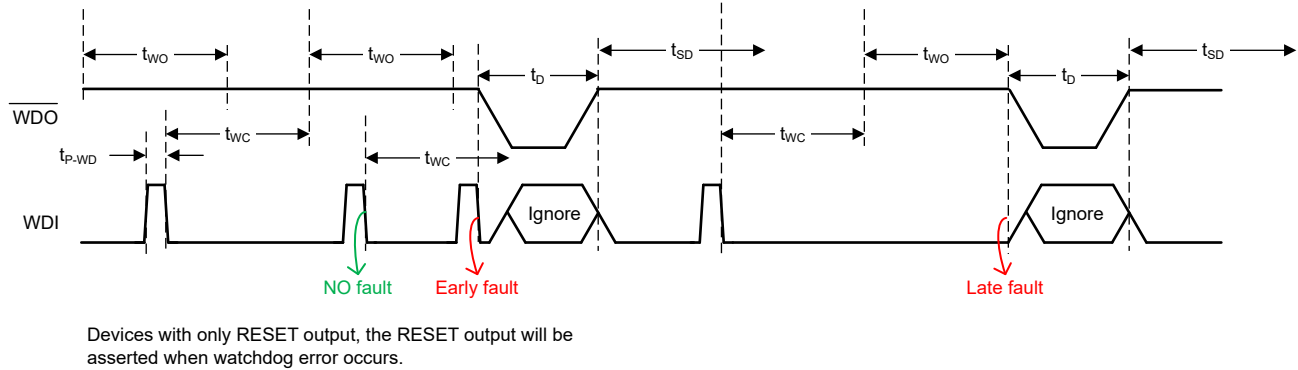 tWO tWO tD tSD tWO tD tSD
WDO
tWC tWC tWC
tP-WD
WDI Ignore Ignore
NO fault Early fault Late fault
Devices with only RESET output, the RESET output will be
asserted when watchdog error occurs.